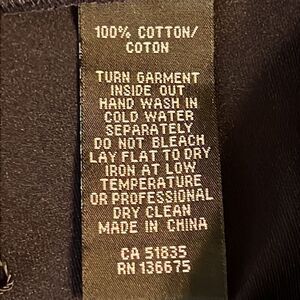 100% COTTON/
COTON
TURN GARMENT
INSIDE OUT
HAND WASH IN
COLD WATER
SEPARATELY
DO NOT BLEACH
LAY FLAT TO DRY
IRON AT LOW
TEMPERATURE
OR PROFESSIONAL
DRY CLEAN
MADE IN CHINA
CA 51835
RN 136675